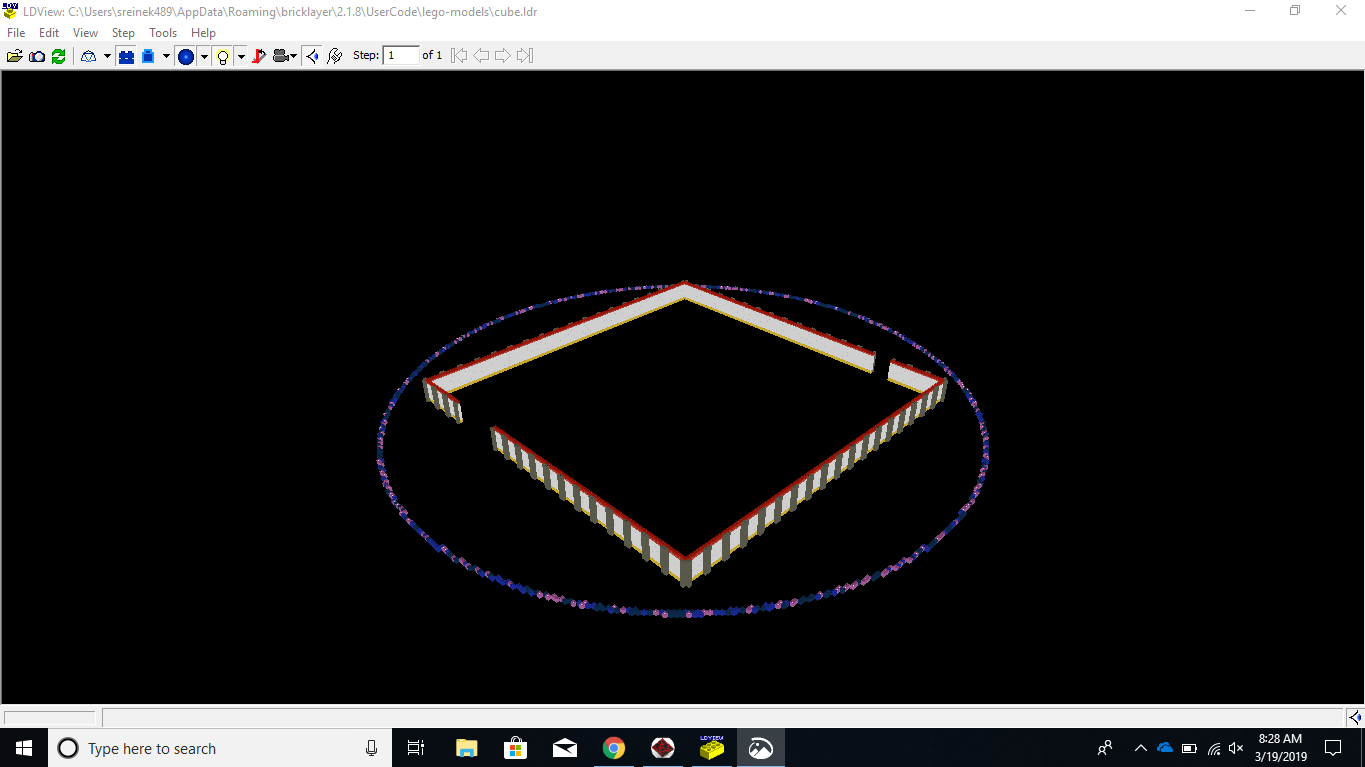 LDView: C:\Users\sreinek489\AppData\Roaming\bricklayer\2.1.8\UserCode\lego-models\cube.ldr
File Edit View Step Tools Help
Step: 1 of 1
Type here to search
LDVIEW
8:28 AM
3/19/2019